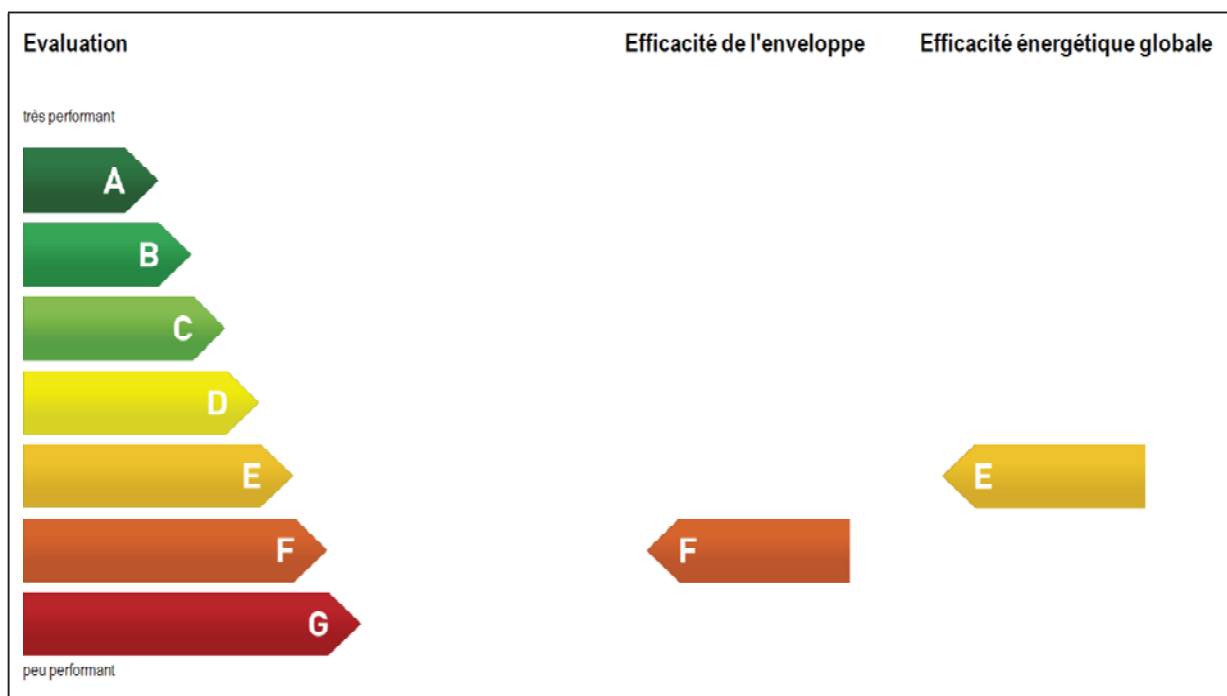 Evaluation
Efficacité de l'enveloppe
Efficacité énergétique globale
très performant
A
B
C
D
E
E
F
F
G
peu performant